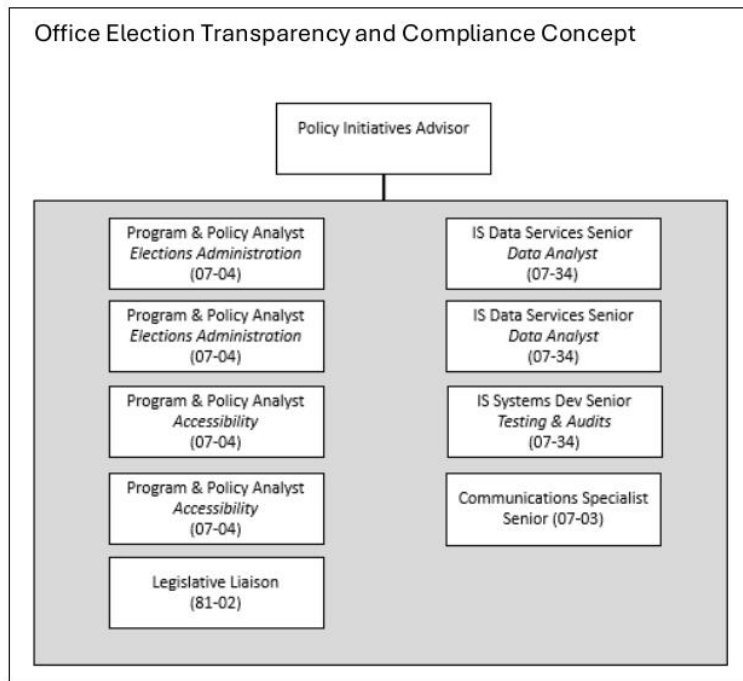 Office Election Transparency and Compliance Concept
Policy Initiatives Advisor
Program & Policy Analyst
Elections Administration
(07-04)
Program & Policy Analyst
Elections Administration
(07-04)
Program & Policy Analyst
Accessibility
(07-04)
Program & Policy Analyst
Accessibility
(07-04)
Legislative Liaison
(81-02)
IS Data Services Senior
Data Analyst
(07-34)
IS Data Services Senior
Data Analyst
(07-34)
IS Systems Dev Senior
Testing & Audits
(07-34)
Communications Specialist
Senior (07-03)